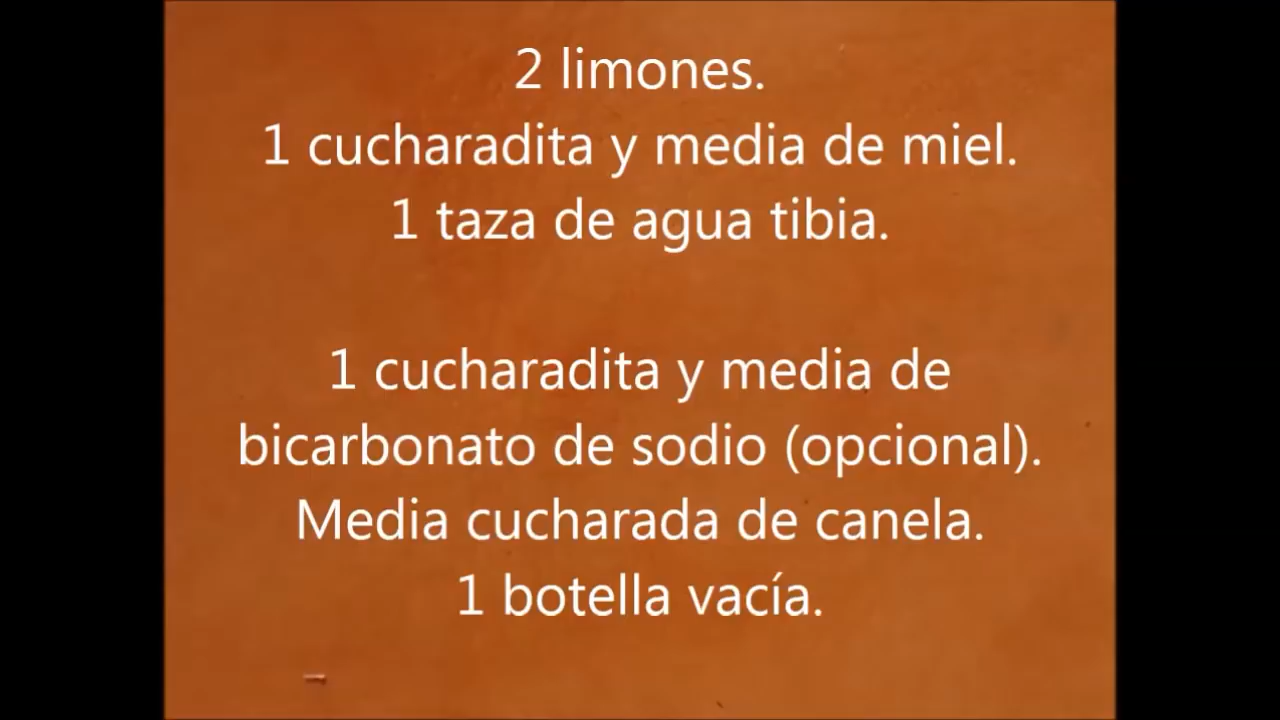 2 limones.
1 cucharadita y media de miel.
1 taza de agua tibia.
1 cucharadita y media de
bicarbonato de sodio (opcional).
Media cucharada de canela.
1 botella vacía.